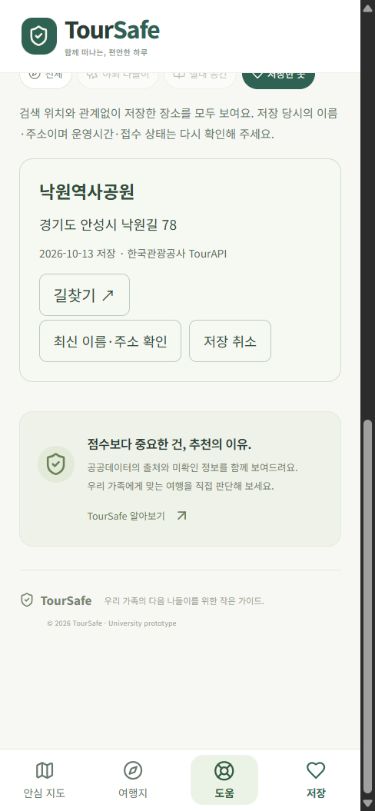 TourSafe
함께 떠나는, 편안한 하루
전체
야외 나들이
실내 공간
저장한 곳
검색 위치와 관계없이 저장한 장소를 모두 보여요. 저장 당시의 이름
·주소이며 운영시간·접수 상태는 다시 확인해 주세요.
낙원역사공원
경기도 안성시 낙원길 78
2026-10-13 저장 · 한국관광공사 TourAPI
길찾기 ↗
최신 이름·주소 확인
저장 취소
점수보다 중요한 건, 추천의 이유.
공공데이터의 출처와 미확인 정보를 함께 보여드려요.
우리 가족에게 맞는 여행을 직접 판단해 보세요.
TourSafe 알아보기
TourSafe 우리 가족의 다음 나들이를 위한 작은 가이드.
© 2026 TourSafe · University prototype
안심 지도
여행지
도움
저장